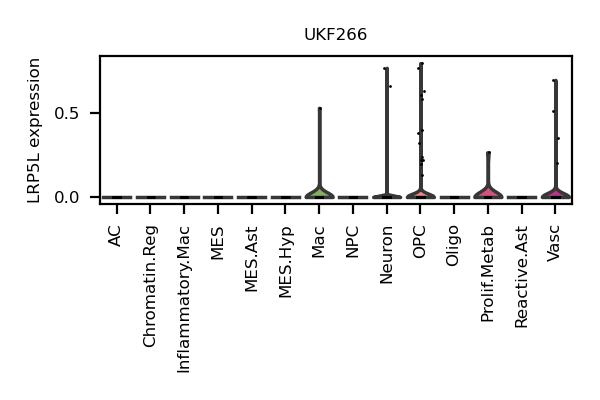 UKF266
LRP5L expression
0.5
0.0
AC
Chromatin.Reg
Inflammatory.Mac
MES
MES.Ast
MES.Hyp
Mac
NPC
Neuron
OPC
Oligo
Prolif.Metab
Reactive.Ast
Vasc